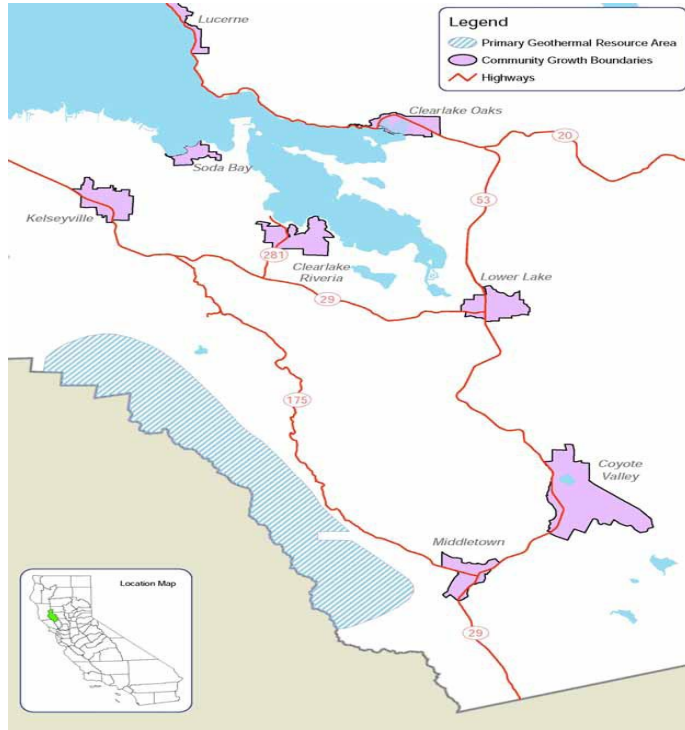 Lucerne
Legend
Primary Geothermal Resource Area
Community Growth Boundaries
Highways
Clearlake Oaks
20
Soda Bay
53
Kelseyville
281
Clearlake
Riveria
Lower Lake
29
175
Coyote
Valley
Middletown
Location Map
29